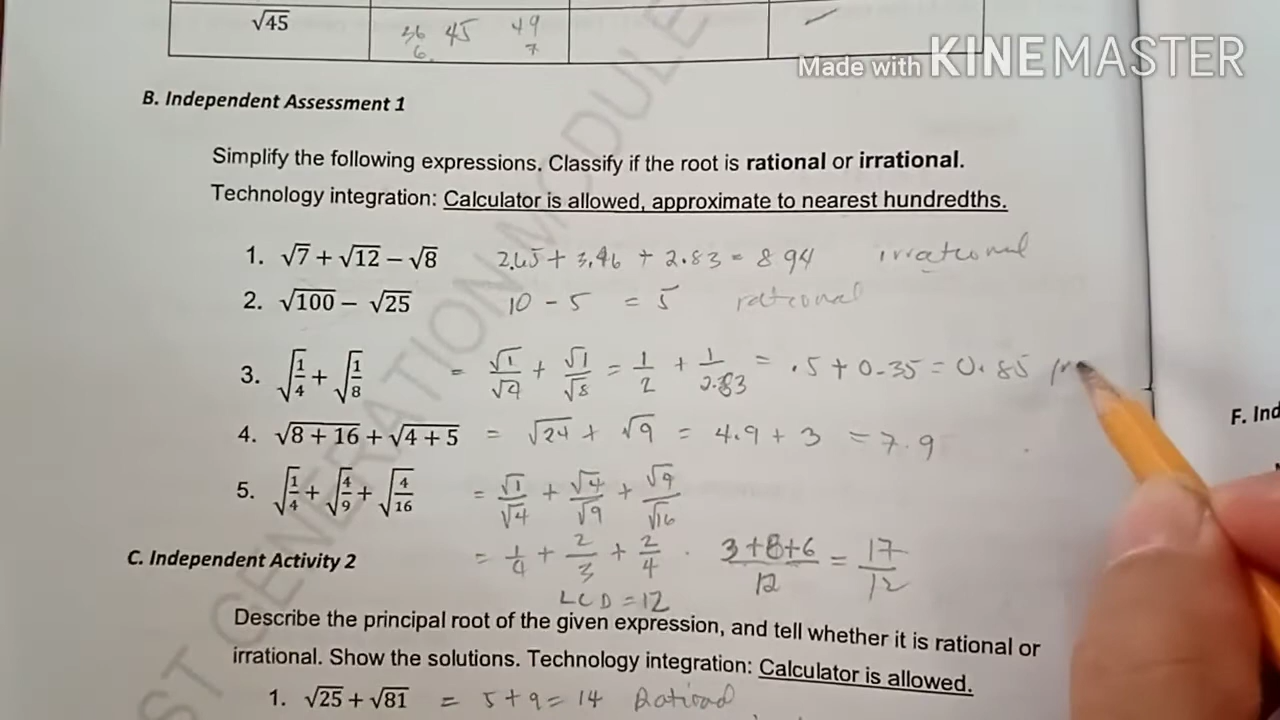 √45 36 45 49
6. 7
Made with KINEMASTER
B. Independent Assessment 1
Simplify the following expressions. Classify if the root is rational or irrational.
Technology integration: Calculator is allowed, approximate to nearest hundredths.
1. √7 + √12 − √8 2.65 + 3.46 + 2.83 = 8 94 irrational
2. √100 − √25 10 - 5 = 5 rational
3. √(1/4) + √(1/8) = √1/√4 + √1/√8 = 1/2 + 1/2.83 = .5 + 0.35 = 0.85
4. √(8 + 16) + √(4 + 5) = √24 + √9 = 4.9 + 3 = 7.9
5. √(1/4) + √(4/9) + √(4/16) = √1/√4 + √4/√9 + √9/√16
= 1/4 + 2/3 + 2/4 . (3+8+6)/12 = 17/12
LCD = 12
C. Independent Activity 2
Describe the principal root of the given expression, and tell whether it is rational or
irrational. Show the solutions. Technology integration: Calculator is allowed.
1. √25 + √81 = 5 + 9 = 14 Rational
F. Ind